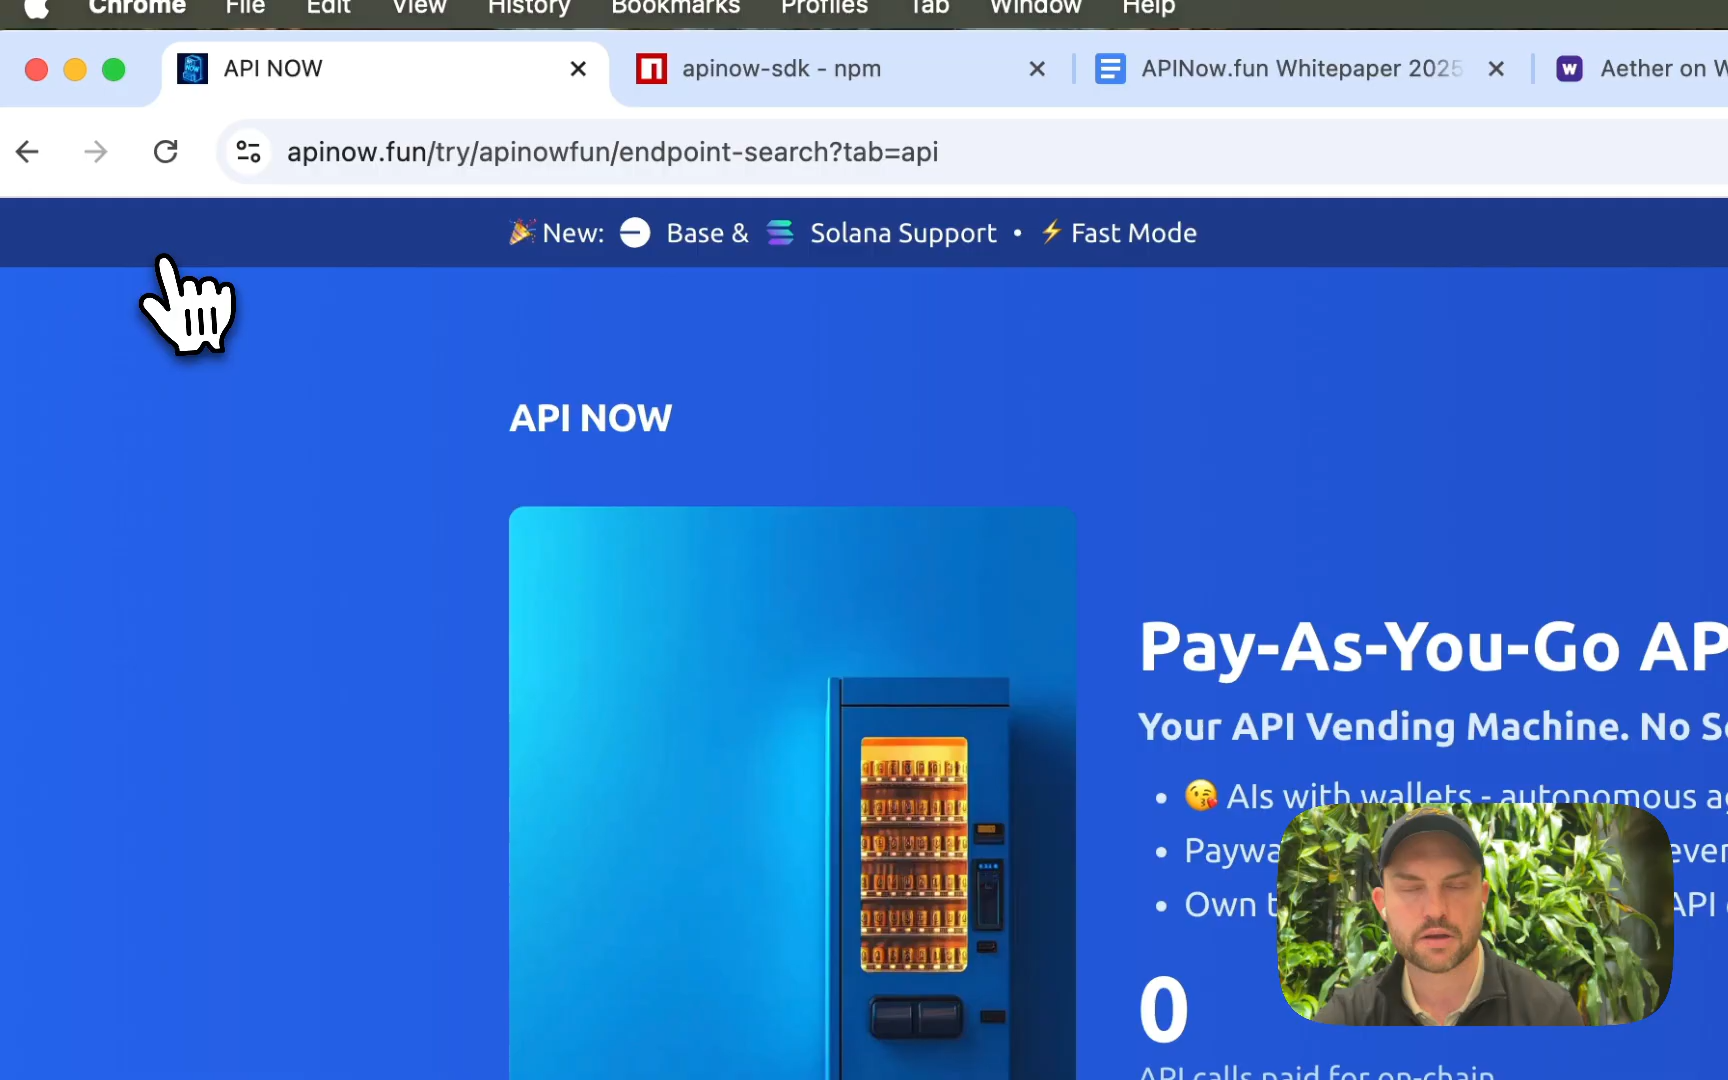 Chrome File Edit View History Bookmarks Profiles Tab Window Help
API NOW
apinow-sdk - npm
APINow.fun Whitepaper 2025
Aether on W
apinow.fun/try/apinowfun/endpoint-search?tab=api
🎉 New: Base & Solana Support • ⚡ Fast Mode
API NOW
Pay-As-You-Go AP
Your API Vending Machine. No S
• 😘 AIs with wallets - autonomous a
• Paywa
• Own t
API
0
API calls paid for on-chain